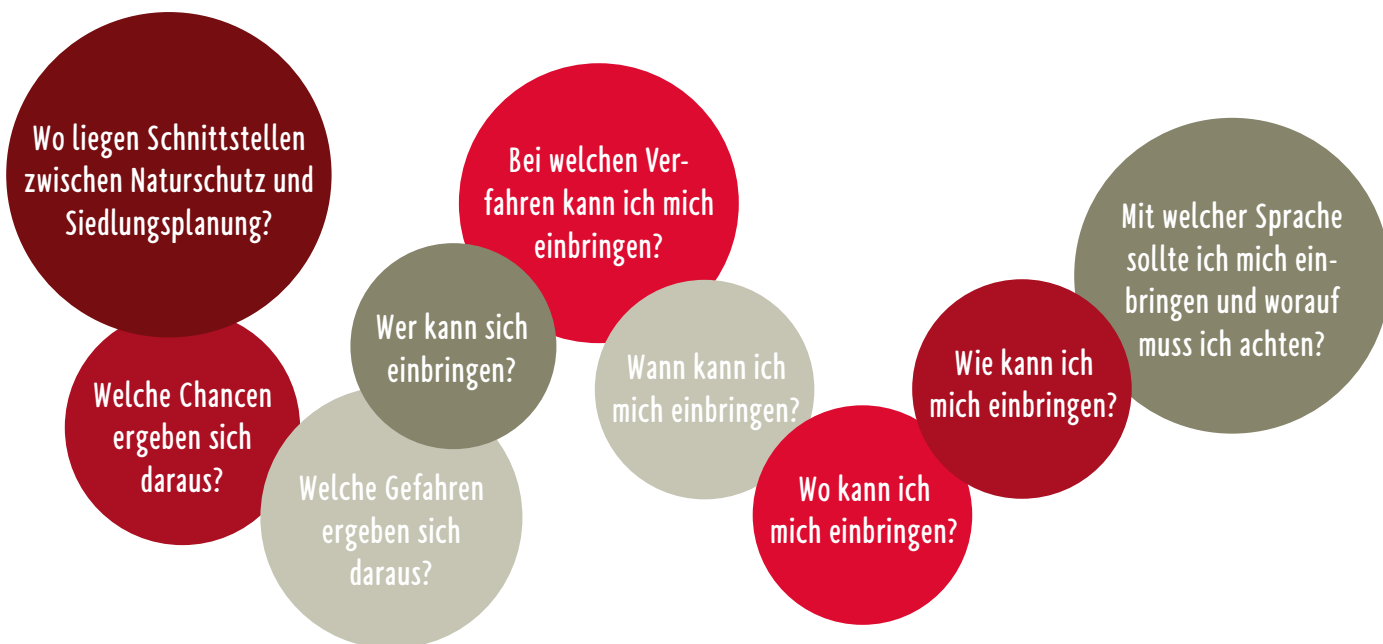 Wo liegen Schnittstellen
zwischen Naturschutz und
Siedlungsplanung?
Welche Chancen
ergeben sich
daraus?
Welche Gefahren
ergeben sich
daraus?
Wer kann sich
einbringen?
Bei welchen Ver-
fahren kann ich mich
einbringen?
Wann kann ich
mich einbringen?
Wo kann ich
mich einbringen?
Wie kann ich
mich einbringen?
Mit welcher Sprache
sollte ich mich ein-
bringen und worauf
muss ich achten?